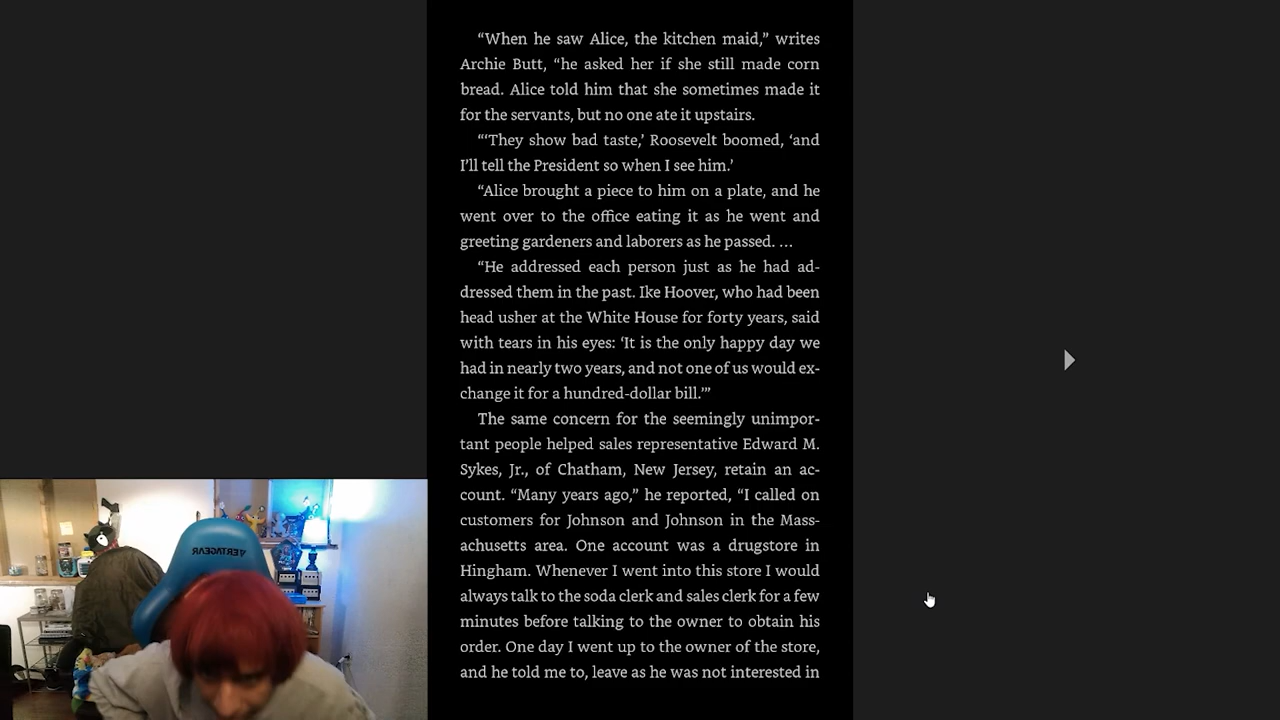 “When he saw Alice, the kitchen maid,” writes
Archie Butt, “he asked her if she still made corn
bread. Alice told him that she sometimes made it
for the servants, but no one ate it upstairs.
“‘They show bad taste,’ Roosevelt boomed, ‘and
I’ll tell the President so when I see him.’
“Alice brought a piece to him on a plate, and he
went over to the office eating it as he went and
greeting gardeners and laborers as he passed. …
“He addressed each person just as he had ad-
dressed them in the past. Ike Hoover, who had been
head usher at the White House for forty years, said
with tears in his eyes: ‘It is the only happy day we
had in nearly two years, and not one of us would ex-
change it for a hundred-dollar bill.’”
The same concern for the seemingly unimpor-
tant people helped sales representative Edward M.
Sykes, Jr., of Chatham, New Jersey, retain an ac-
count. “Many years ago,” he reported, “I called on
customers for Johnson and Johnson in the Mass-
achusetts area. One account was a drugstore in
Hingham. Whenever I went into this store I would
always talk to the soda clerk and sales clerk for a few
minutes before talking to the owner to obtain his
order. One day I went up to the owner of the store,
and he told me to, leave as he was not interested in
VERTAGEAR